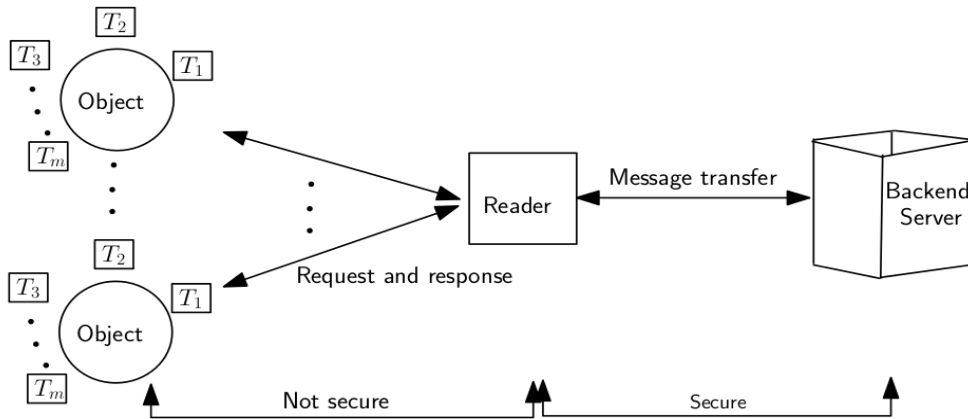 T2
T3
T1
Object
Tm
Message transfer
Reader
Backend
Server
T2
Request and response
T3
T1
Object
Tm
Not secure
Secure